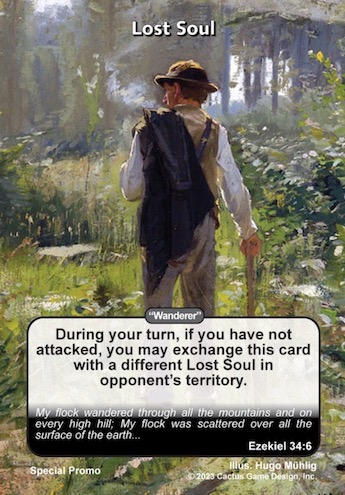 Lost Soul
"Wanderer"
During your turn, if you have not
attacked, you may exchange this card
with a different Lost Soul in
opponent's territory.
My flock wandered through all the mountains and on
every high hill; My flock was scattered over all the
surface of the earth...
Ezekiel 34:6
Special Promo
Illus. Hugo Mühlig
© 2023 Cactus Game Design, Inc.